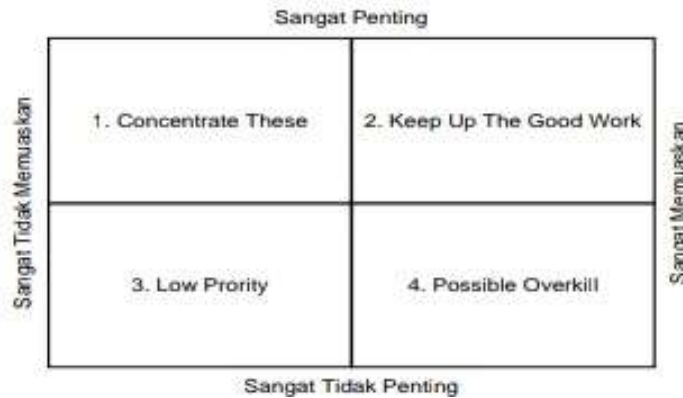 Sangat Penting
Sangat Tidak Memuaskan
1. Concentrate These
2. Keep Up The Good Work
Sangat Memuaskan
3. Low Prority
4. Possible Overkill
Sangat Tidak Penting